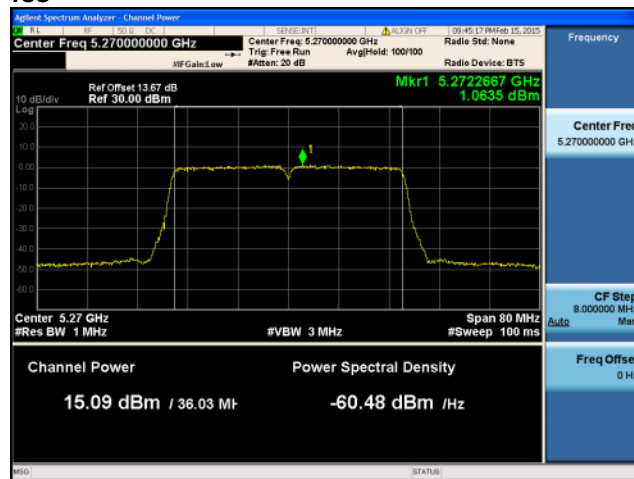 Agilent Spectrum Analyzer - Channel Power
RL RF 50 Ω DC SENSE:INT ALIGN OFF 09:45:17 PM Feb 15, 2015
Center Freq 5.270000000 GHz
Center Freq: 5.270000000 GHz
Radio Std: None
Trig: Free Run Avg|Hold: 100/100
#IFGain:Low #Atten: 20 dB Radio Device: BTS
Frequency
Mkr1 5.2722667 GHz
1.0635 dBm
Ref Offset 13.67 dB
10 dB/div Ref 30.00 dBm
Log
20.0
10.0
0.00
-10.0
-20.0
-30.0
-40.0
-50.0
-60.0
1
Center 5.27 GHz Span 80 MHz
#Res BW 1 MHz #VBW 3 MHz #Sweep 100 ms
Center Fre
5.270000000 GH
CF Step
8.000000 MH
Auto Ma
Freq Offse
0 H
Channel Power Power Spectral Density
15.09 dBm / 36.03 MH -60.48 dBm /Hz
MSG STATUS